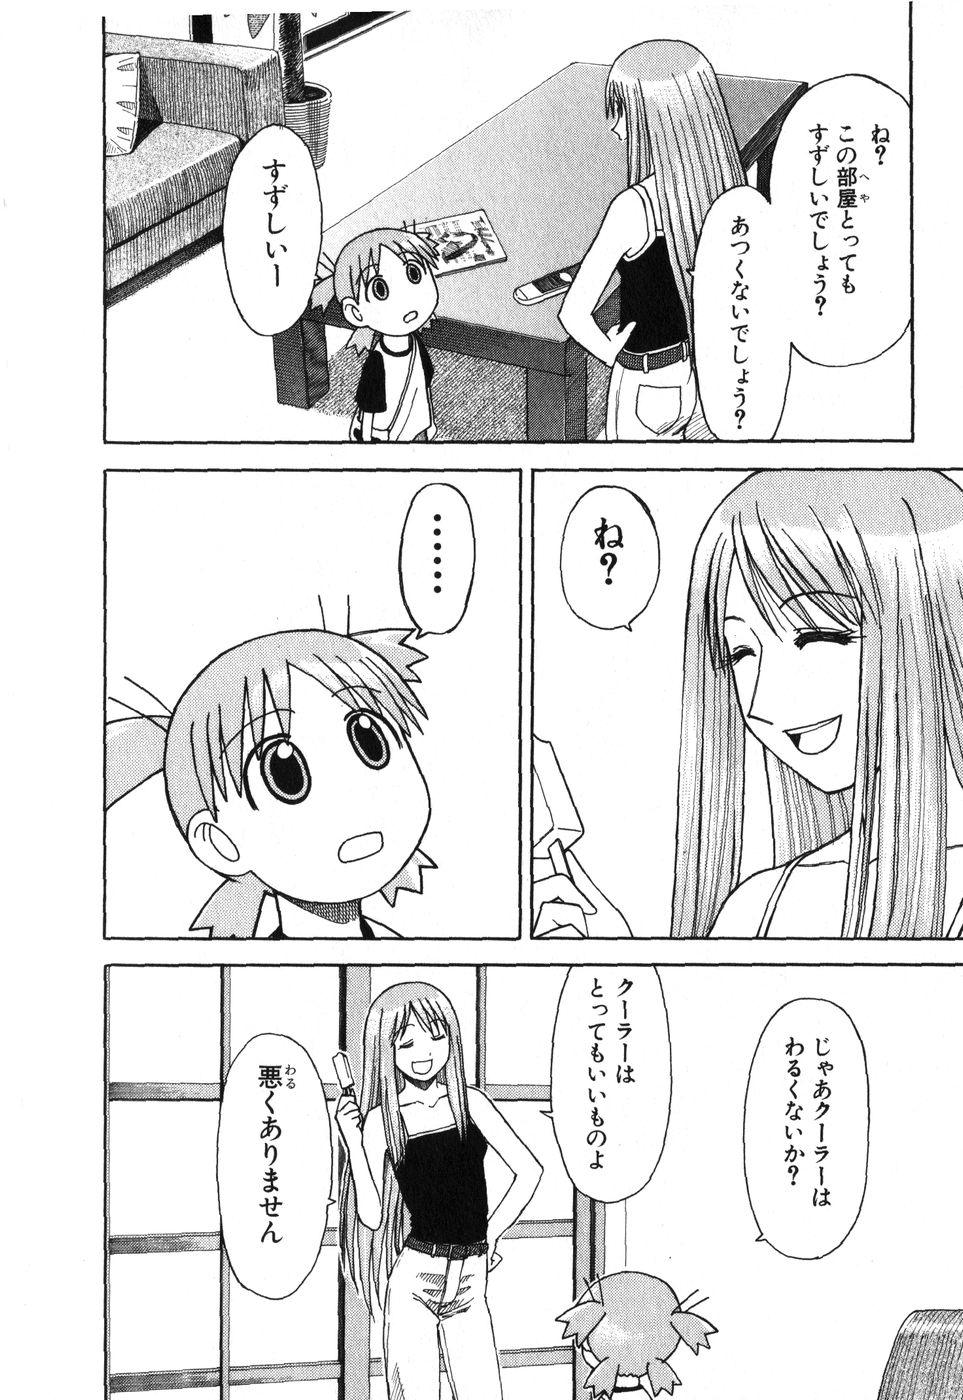 ね?
この部屋とっても
すずしいでしょう?
あつくないでしょう?
すずしいー
ね?
・・・・・・
じゃあクーラーは
わるくないか?
クーラーは
とってもいいものよ
悪くありません